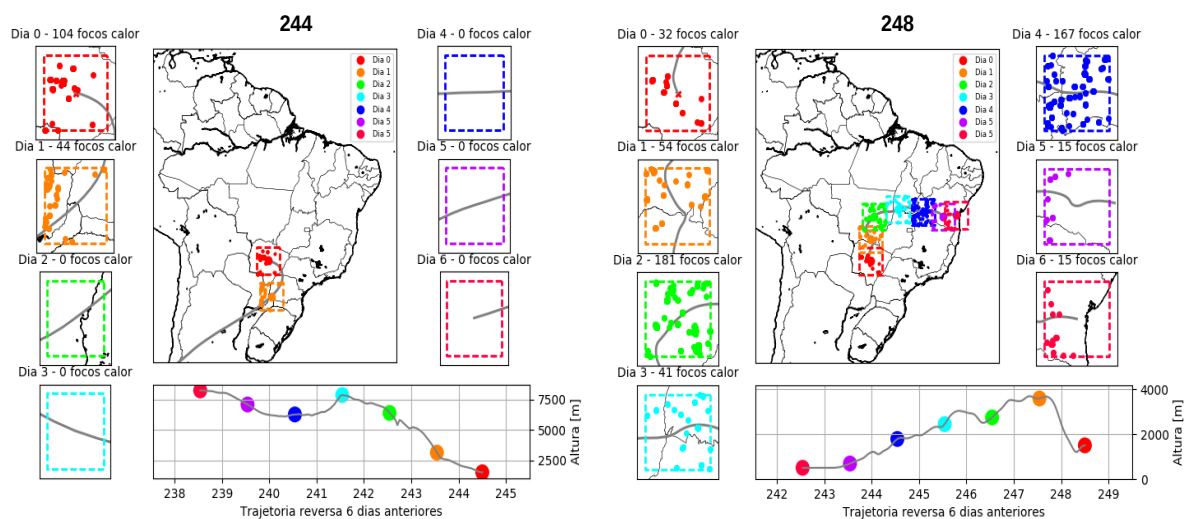 244
Dia 0 - 104 focos calor
Dia 4 - 0 focos calor
Dia 0
Dia 1
Dia 2
Dia 3
Dia 4
Dia 5
Dia 5
Dia 1 - 44 focos calor
Dia 5 - 0 focos calor
Dia 2 - 0 focos calor
Dia 6 - 0 focos calor
Dia 3 - 0 focos calor
7500
5000
2500
Altura [m]
238 239 240 241 242 243 244 245
Trajetoria reversa 6 dias anteriores
248
Dia 0 - 32 focos calor
Dia 4 - 167 focos calor
Dia 0
Dia 1
Dia 2
Dia 3
Dia 4
Dia 5
Dia 5
Dia 1 - 54 focos calor
Dia 5 - 15 focos calor
Dia 2 - 181 focos calor
Dia 6 - 15 focos calor
Dia 3 - 41 focos calor
4000
2000
0
Altura [m]
242 243 244 245 246 247 248 249
Trajetoria reversa 6 dias anteriores